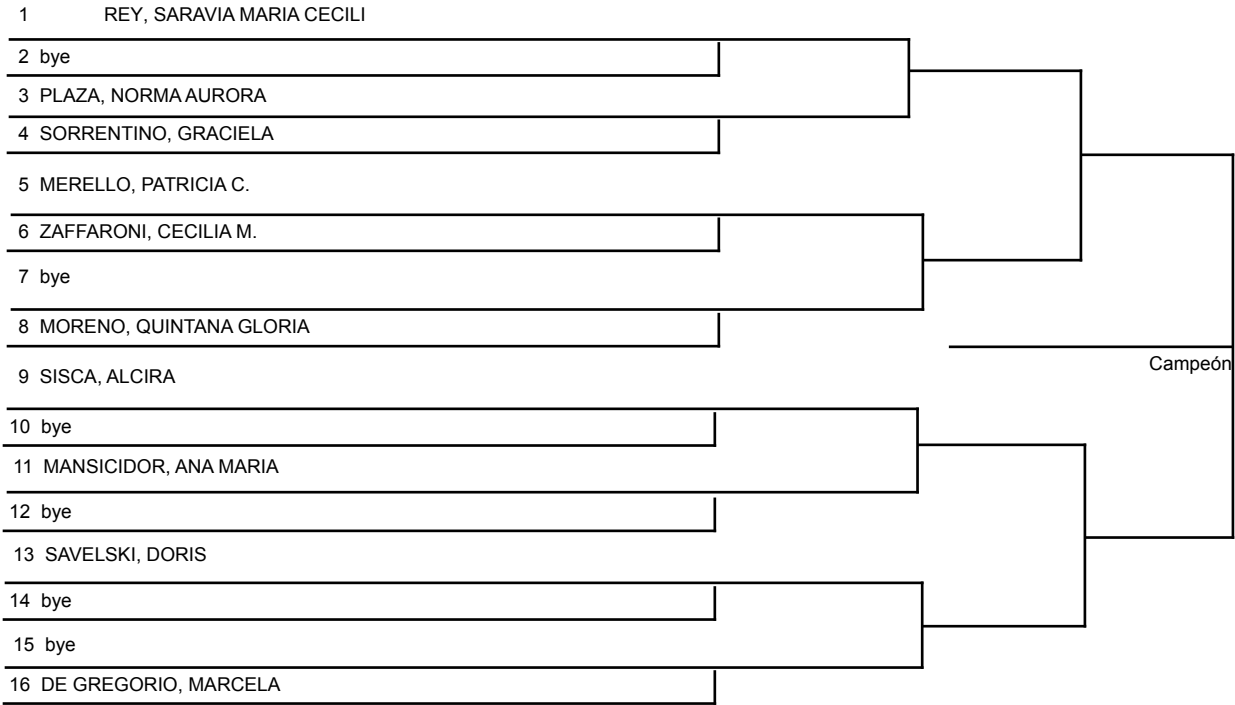 1 REY, SARAVIA MARIA CECILI
2 bye
3 PLAZA, NORMA AURORA
4 SORRENTINO, GRACIELA
5 MERELLO, PATRICIA C.
6 ZAFFARONI, CECILIA M.
7 bye
8 MORENO, QUINTANA GLORIA
Campeón
9 SISCA, ALCIRA
10 bye
11 MANSICIDOR, ANA MARIA
12 bye
13 SAVELSKI, DORIS
14 bye
15 bye
16 DE GREGORIO, MARCELA